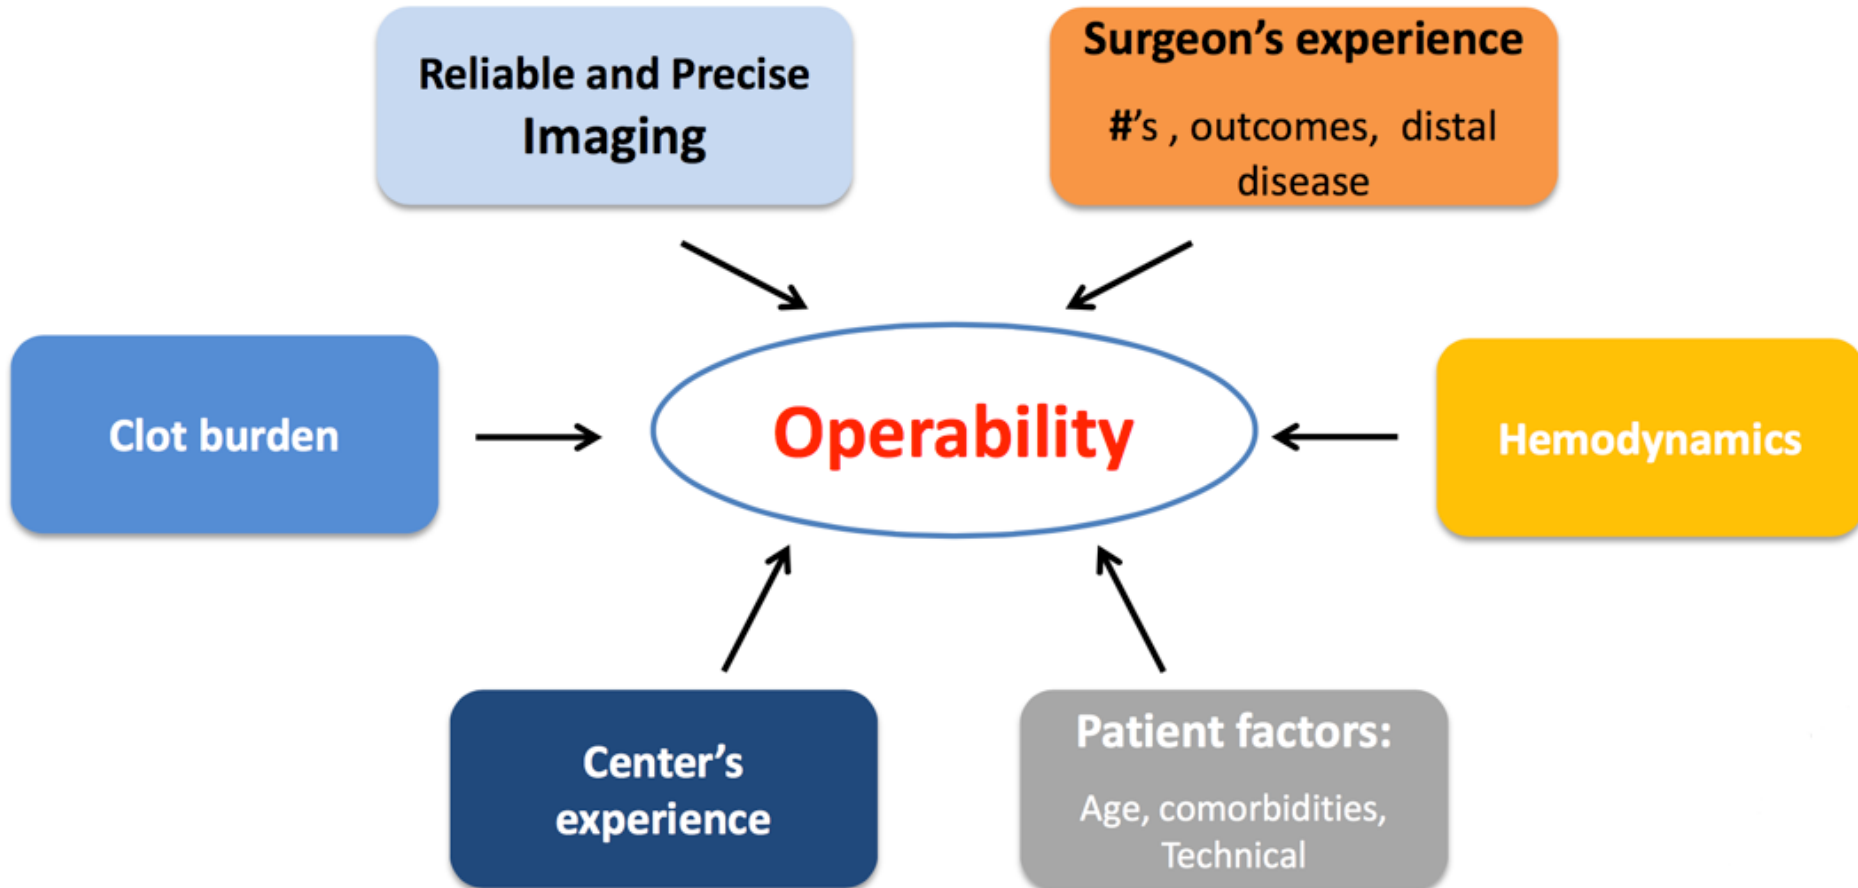 Reliable and Precise
Imaging
Surgeon’s experience
#’s , outcomes, distal
disease
Clot burden
Operability
Hemodynamics
Center’s
experience
Patient factors:
Age, comorbidities,
Technical